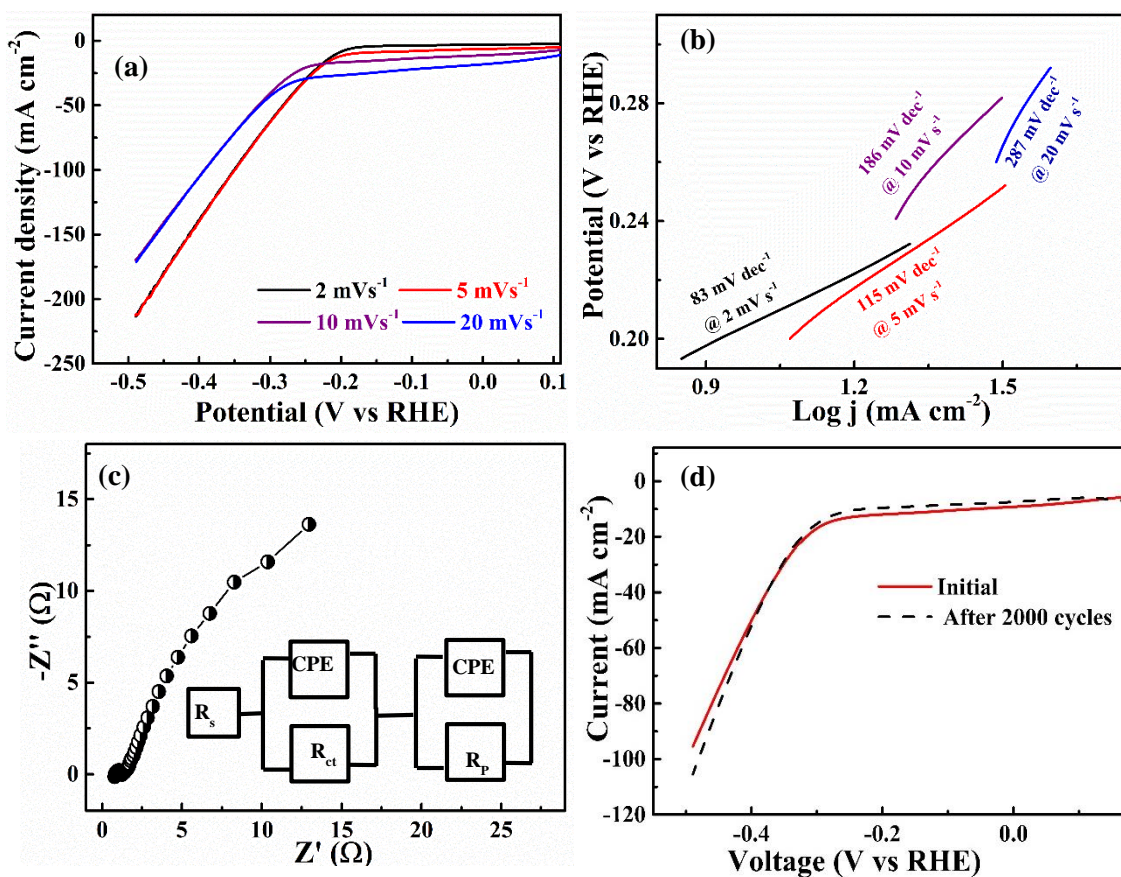 (a)
Current density (mA cm-2)
0
-50
-100
-150
-200
-250
-0.5
-0.4
-0.3
-0.2
-0.1
0.0
0.1
Potential (V vs RHE)
2 mVs-1
5 mVs-1
10 mVs-1
20 mVs-1
(b)
Potential (V vs RHE)
0.28
0.24
0.20
0.9
1.2
1.5
Log j (mA cm-2)
186 mV dec-1
@ 10 mV s-1
287 mV dec-1
@ 20 mV s-1
83 mV dec-1
@ 2 mV s-1
115 mV dec-1
@ 5 mV s-1
(c)
-Z'' (Ω)
15
10
5
0
0
5
10
15
20
25
Z' (Ω)
Rs
CPE
Rct
CPE
RP
(d)
Current (mA cm-2)
0
-20
-40
-60
-80
-100
-120
-0.4
-0.2
0.0
Voltage (V vs RHE)
Initial
After 2000 cycles